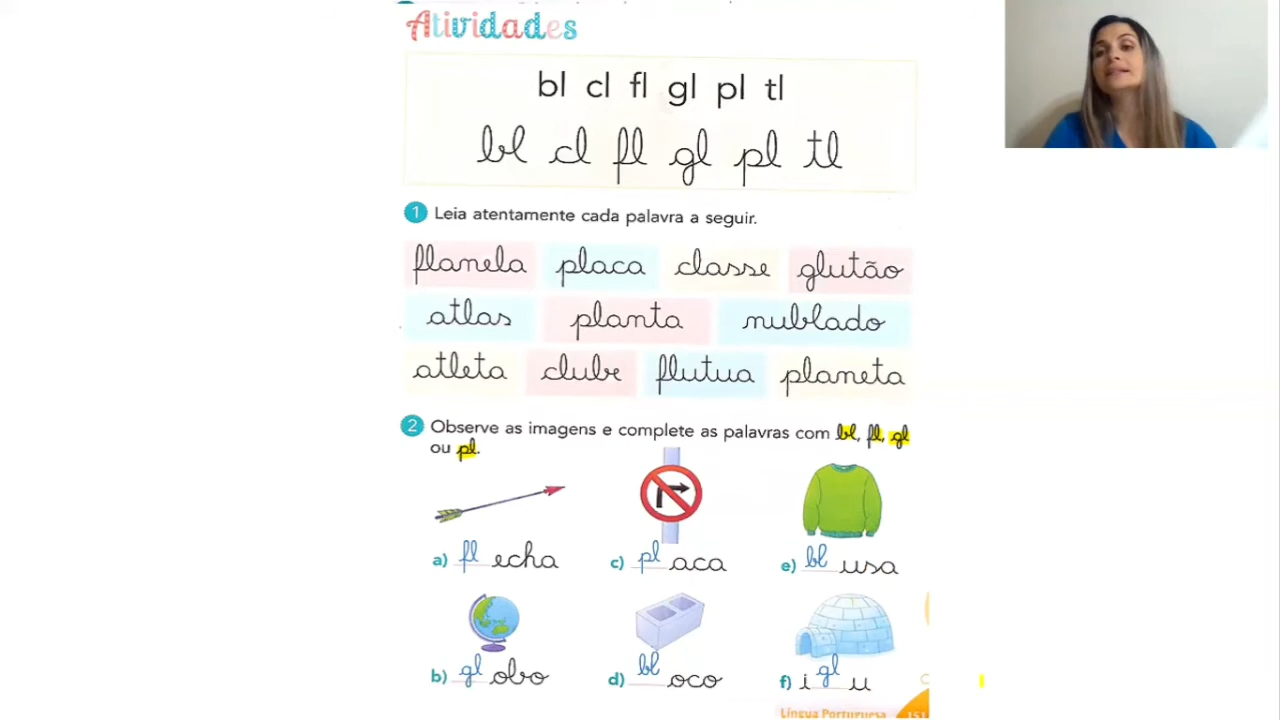 Atividades
bl cl fl gl pl tl
bl cl fl gl pl tl
1 Leia atentamente cada palavra a seguir.
flanela placa classe glutão
atlas planta nublado
atleta clube flutua planeta
2 Observe as imagens e complete as palavras com bl, fl, gl
ou pl.
a) fl echa c) pl aca e) bl usa
b) gl obo d) bl oco f) i gl u
Língua Portuguesa 151